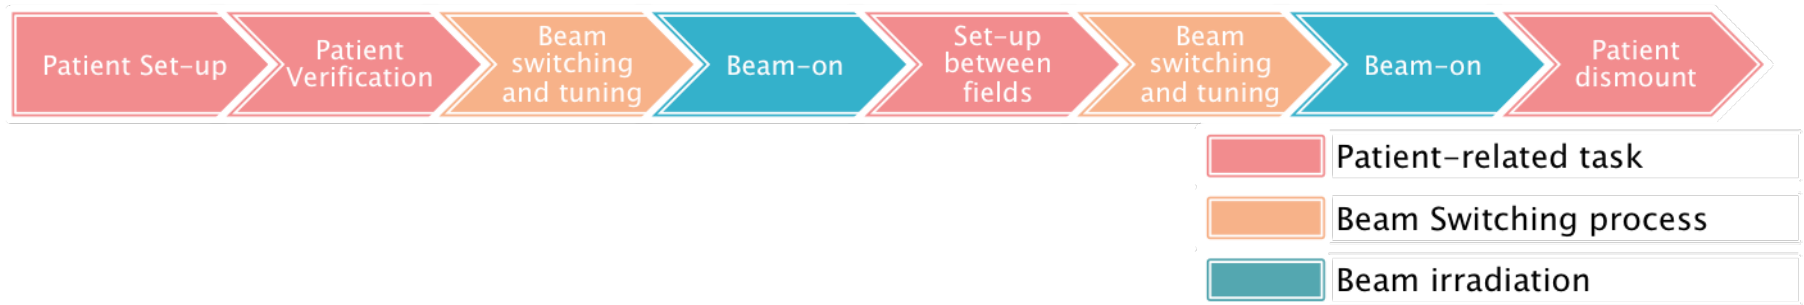 Patient Set-up
Patient
Verification
Beam
switching
and tuning
Beam-on
Set-up
between
fields
Beam
switching
and tuning
Beam-on
Patient
dismount
Patient-related task
Beam Switching process
Beam irradiation